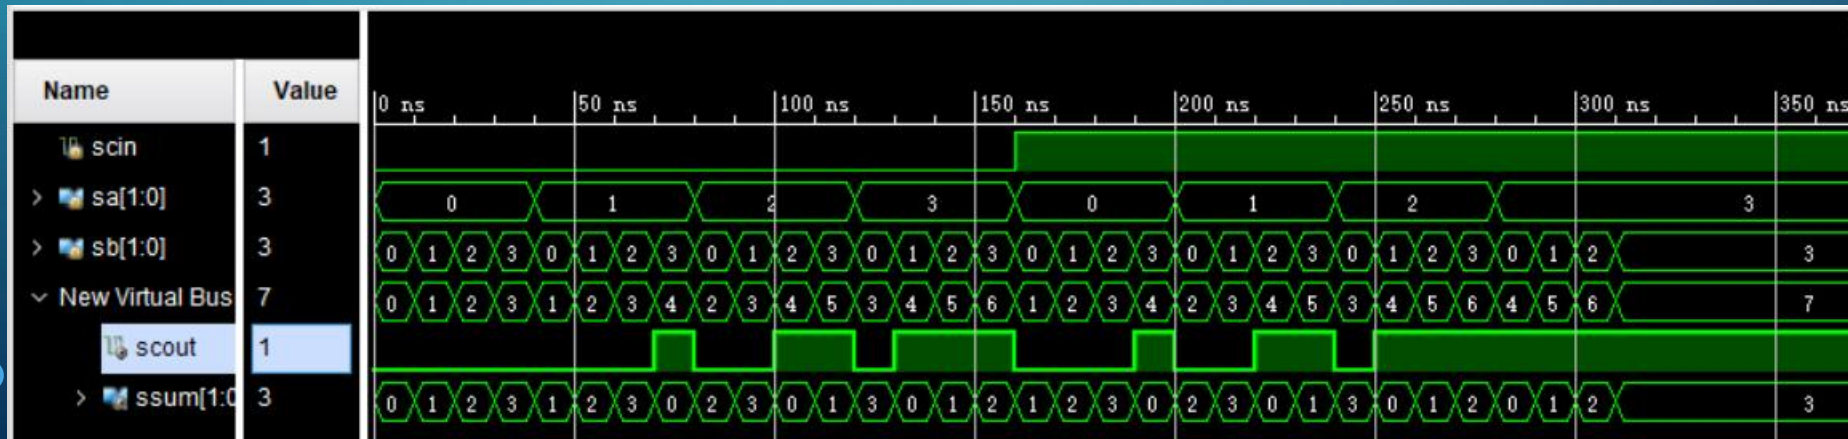 Name Value 0 ns 50 ns 100 ns 150 ns 200 ns 250 ns 300 ns 350 ns
scin 1
sa[1:0] 3 0 1 2 3 0 1 2 3
sb[1:0] 3 0 1 2 3 0 1 2 3 0 1 2 3 0 1 2 3 0 1 2 3 0 1 2 3 0 1 2 3 0 1 2 3
New Virtual Bus 7 0 1 2 3 1 2 3 4 2 3 4 5 3 4 5 6 1 2 3 4 2 3 4 5 3 4 5 6 4 5 6 7
scout 1
ssum[1:0 3 0 1 2 3 1 2 3 0 2 3 0 1 3 0 1 2 1 2 3 0 2 3 0 1 3 0 1 2 0 1 2 3